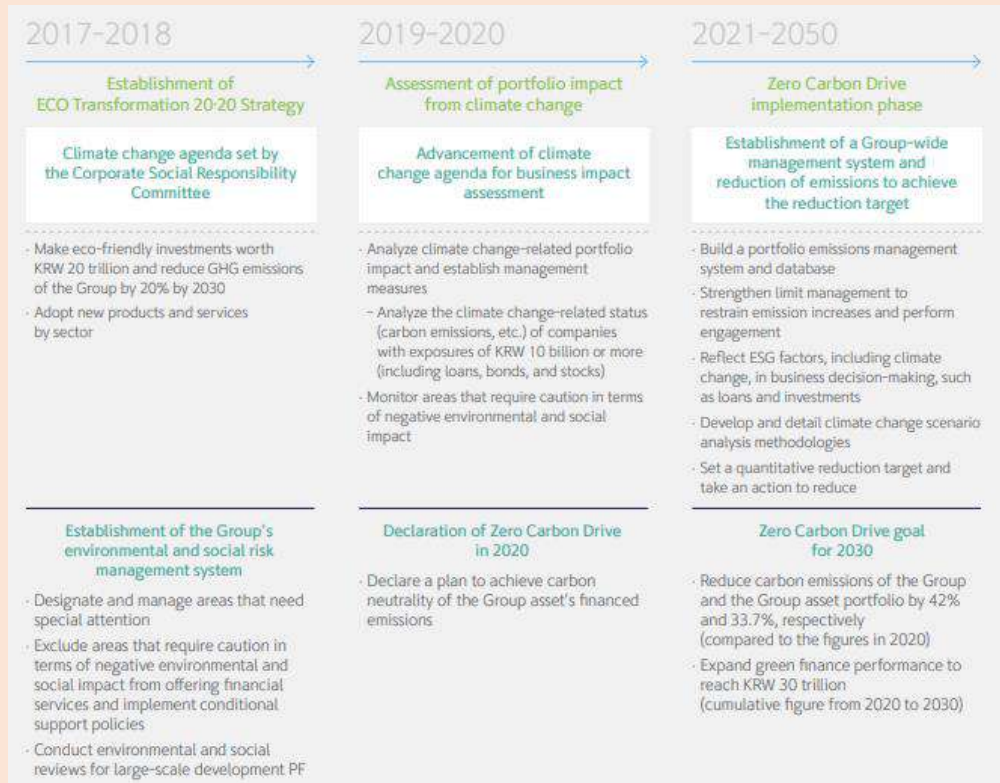 2017-2018
Establishment of
ECO Transformation 20·20 Strategy
Climate change agenda set by
the Corporate Social Responsibility
Committee
· Make eco-friendly investments worth
KRW 20 trillion and reduce GHG emissions
of the Group by 20% by 2030
· Adopt new products and services
by sector
Establishment of the Group's
environmental and social risk
management system
· Designate and manage areas that need
special attention
· Exclude areas that require caution in
terms of negative environmental and
social impact from offering financial
services and implement conditional
support policies
· Conduct environmental and social
reviews for large-scale development PF
2019-2020
Assessment of portfolio impact
from climate change
Advancement of climate
change agenda for business impact
assessment
· Analyze climate change-related portfolio
impact and establish management
measures
- Analyze the climate change-related status
(carbon emissions, etc.) of companies
with exposures of KRW 10 billion or more
(including loans, bonds, and stocks)
· Monitor areas that require caution in terms
of negative environmental and social
impact
Declaration of Zero Carbon Drive
in 2020
· Declare a plan to achieve carbon
neutrality of the Group asset's financed
emissions
2021-2050
Zero Carbon Drive
implementation phase
Establishment of a Group-wide
management system and
reduction of emissions to achieve
the reduction target
· Build a portfolio emissions management
system and database
· Strengthen limit management to
restrain emission increases and perform
engagement
· Reflect ESG factors, including climate
change, in business decision-making, such
as loans and investments
· Develop and detail climate change scenario
analysis methodologies
· Set a quantitative reduction target and
take an action to reduce
Zero Carbon Drive goal
for 2030
· Reduce carbon emissions of the Group
and the Group asset portfolio by 42%
and 33.7%, respectively
(compared to the figures in 2020)
· Expand green finance performance to
reach KRW 30 trillion
(cumulative figure from 2020 to 2030)